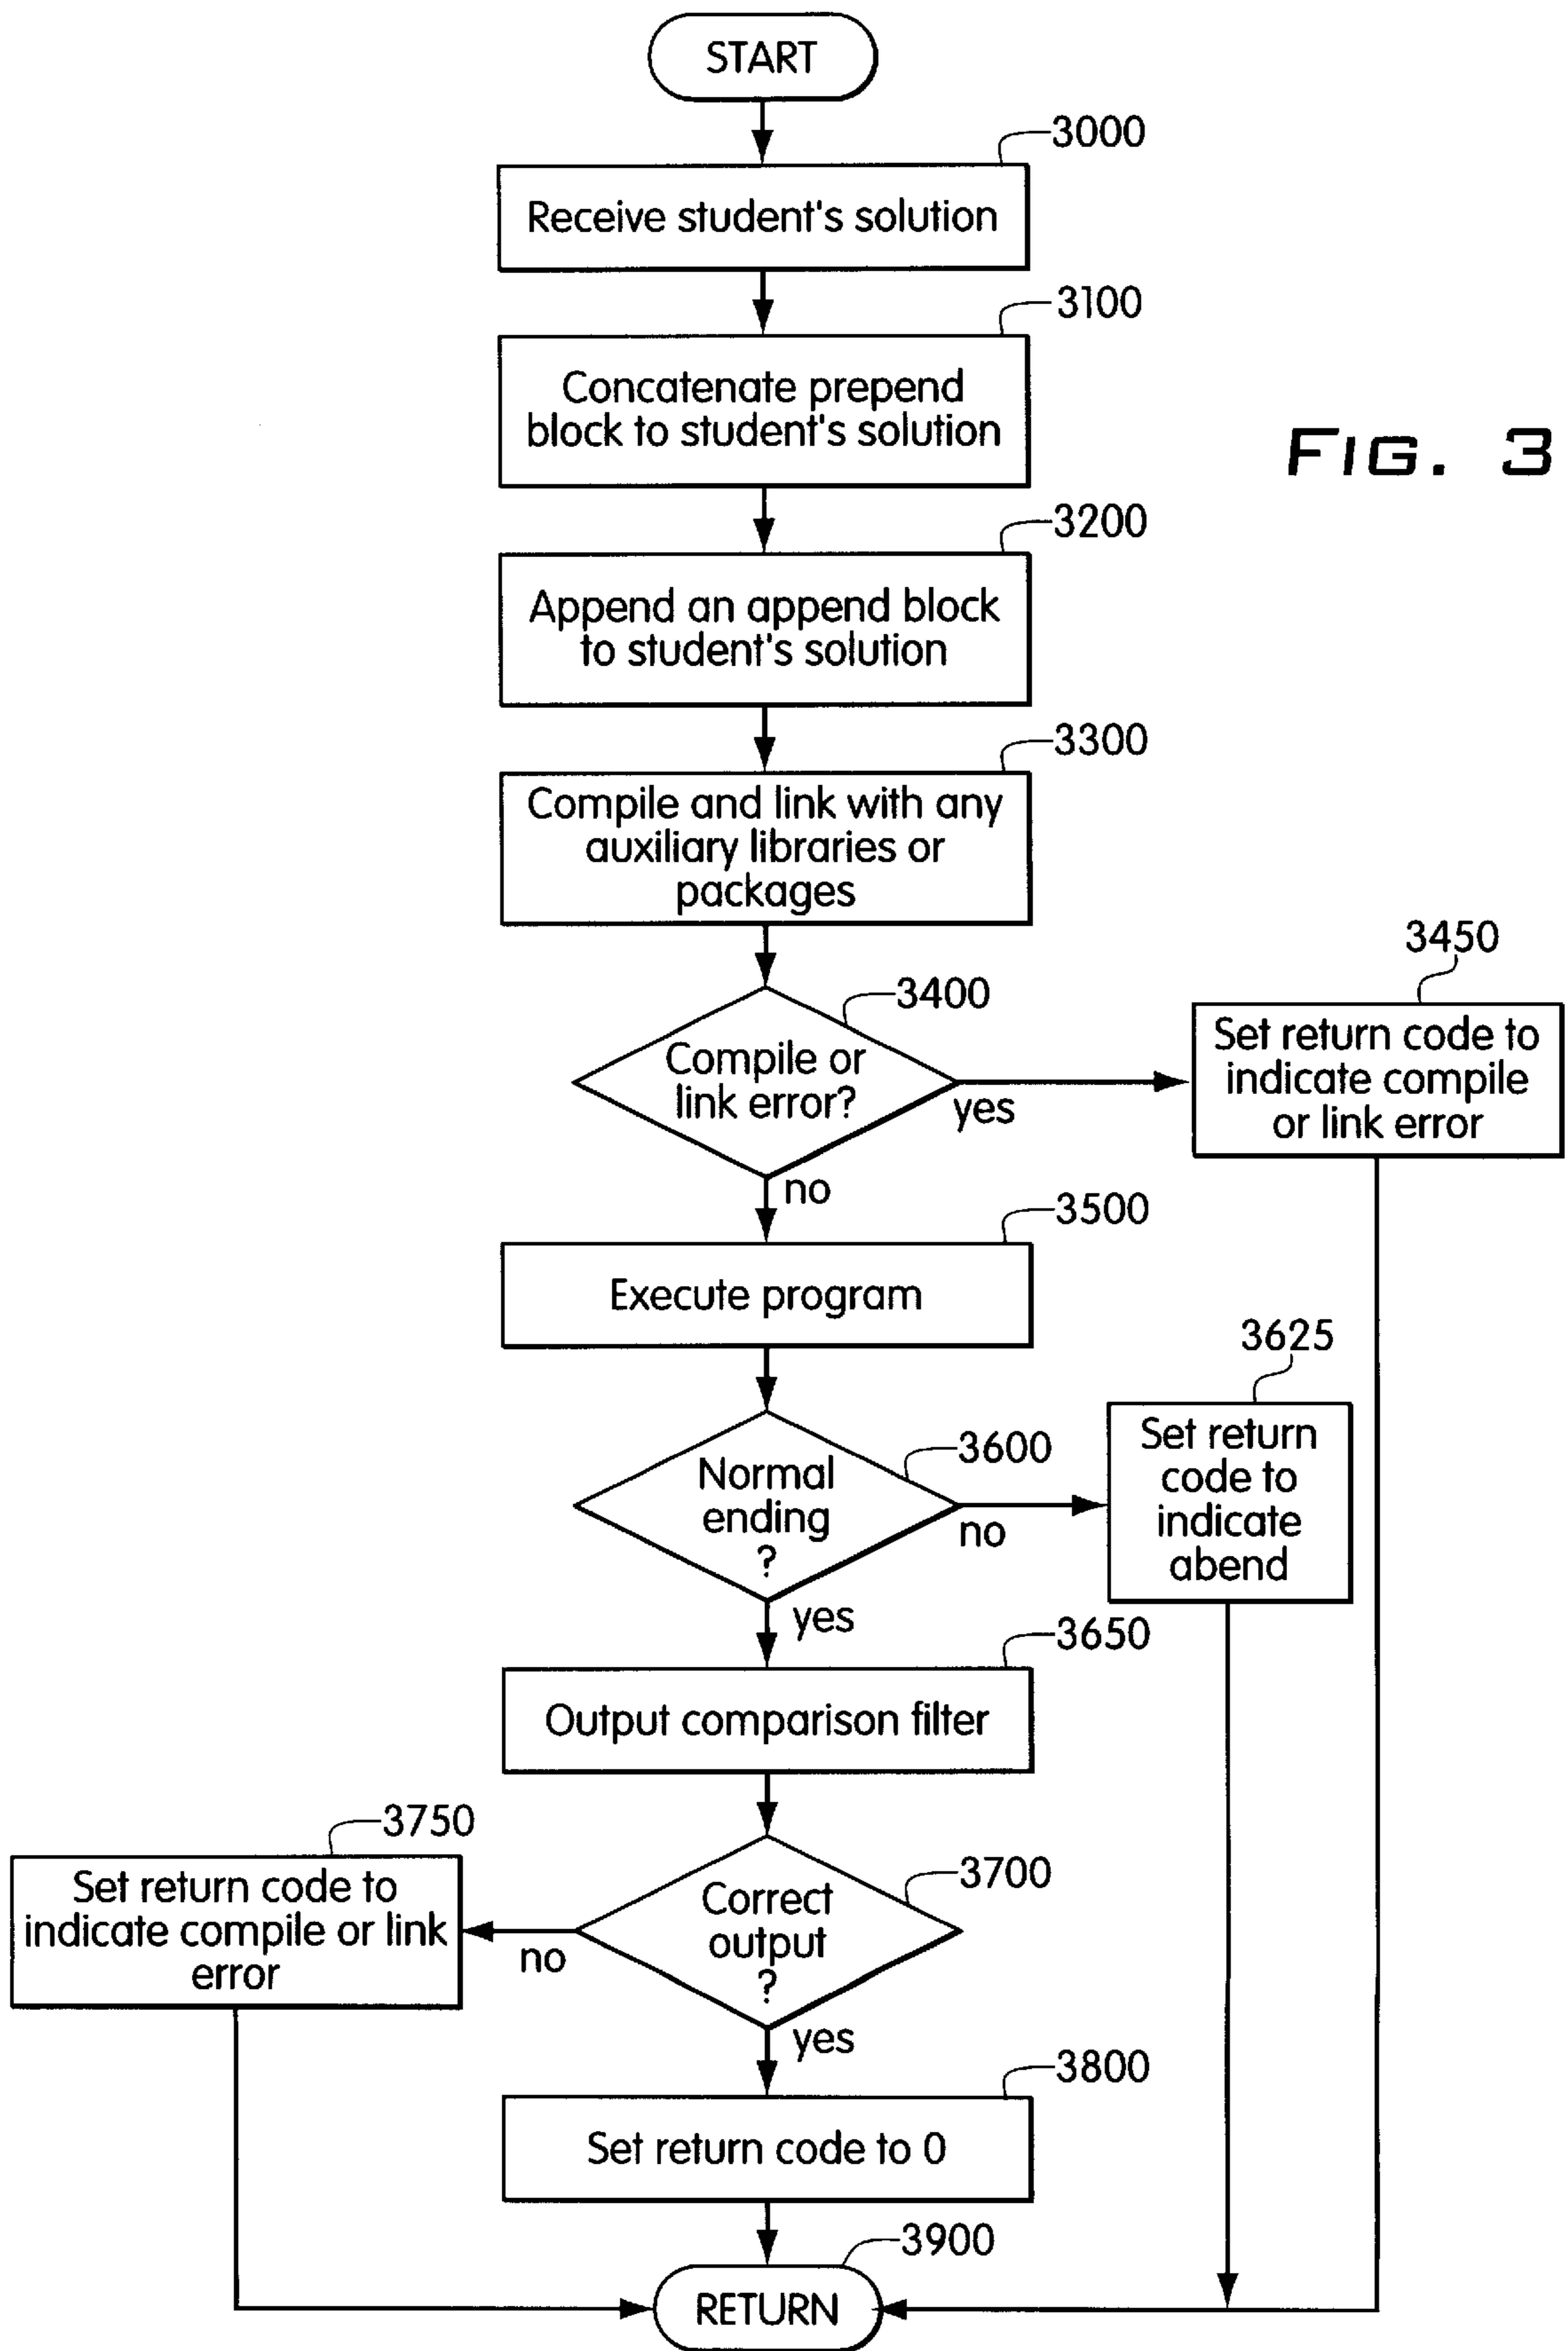 START
3000
Receive student's solution
3100
Concatenate prepend
block to student's solution
FIG. 3
3200
Append an append block
to student's solution
3300
Compile and link with any
auxiliary libraries or
packages
3400
Compile or
link error?
yes
no
3450
Set return code to
indicate compile
or link error
3500
Execute program
3600
Normal
ending
?
no
yes
3625
Set return
code to
indicate
abend
3650
Output comparison filter
3700
Correct
output
?
no
yes
3750
Set return code to
indicate compile or link
error
3800
Set return code to 0
3900
RETURN